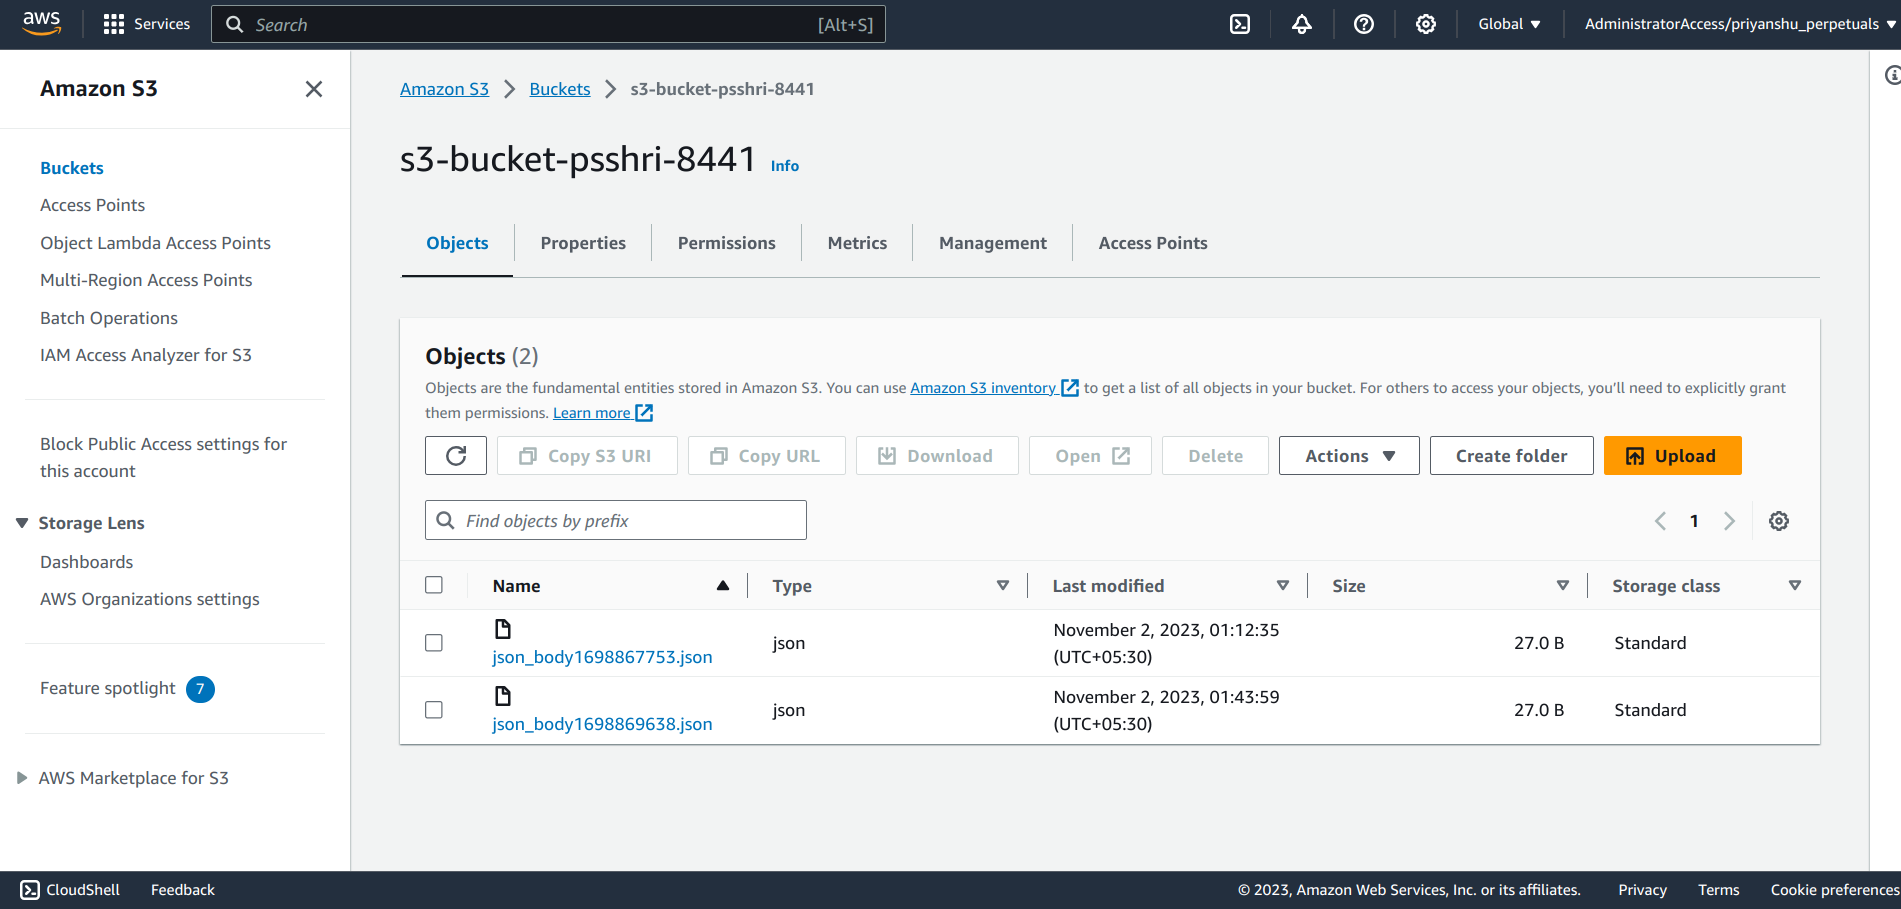 aws
Services
Search
[Alt+S]
Global
AdministratorAccess/priyanshu_perpetuals
Amazon S3
Buckets
Access Points
Object Lambda Access Points
Multi-Region Access Points
Batch Operations
IAM Access Analyzer for S3
Block Public Access settings for
this account
Storage Lens
Dashboards
AWS Organizations settings
Feature spotlight 7
AWS Marketplace for S3
Amazon S3 > Buckets > s3-bucket-psshri-8441
s3-bucket-psshri-8441 Info
Objects
Properties
Permissions
Metrics
Management
Access Points
Objects (2)
Objects are the fundamental entities stored in Amazon S3. You can use Amazon S3 inventory to get a list of all objects in your bucket. For others to access your objects, you’ll need to explicitly grant
them permissions. Learn more
Copy S3 URI
Copy URL
Download
Open
Delete
Actions
Create folder
Upload
Find objects by prefix
1
Name
Type
Last modified
Size
Storage class
json_body1698867753.json
json
November 2, 2023, 01:12:35
(UTC+05:30)
27.0 B
Standard
json_body1698869638.json
json
November 2, 2023, 01:43:59
(UTC+05:30)
27.0 B
Standard
CloudShell
Feedback
© 2023, Amazon Web Services, Inc. or its affiliates.
Privacy
Terms
Cookie preferences